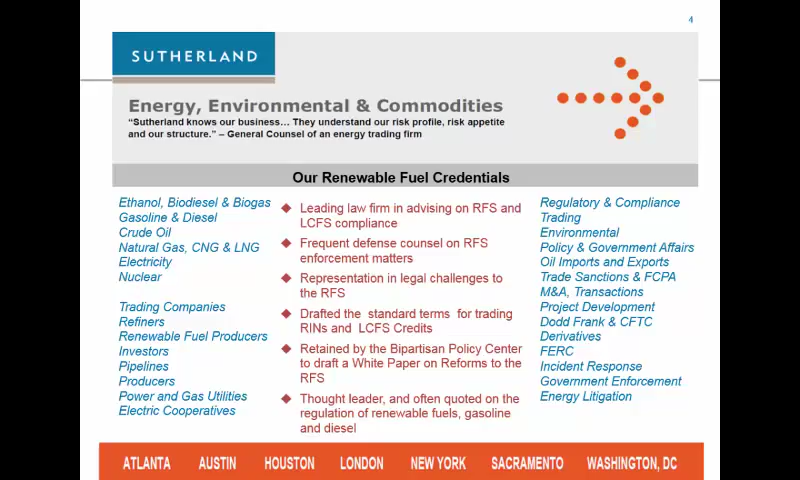 4
SUTHERLAND
Energy, Environmental & Commodities
“Sutherland knows our business… They understand our risk profile, risk appetite
and our structure.” – General Counsel of an energy trading firm
Our Renewable Fuel Credentials
Ethanol, Biodiesel & Biogas
Gasoline & Diesel
Crude Oil
Natural Gas, CNG & LNG
Electricity
Nuclear
Trading Companies
Refiners
Renewable Fuel Producers
Investors
Pipelines
Producers
Power and Gas Utilities
Electric Cooperatives
Leading law firm in advising on RFS and
LCFS compliance
Frequent defense counsel on RFS
enforcement matters
Representation in legal challenges to
the RFS
Drafted the standard terms for trading
RINs and LCFS Credits
Retained by the Bipartisan Policy Center
to draft a White Paper on Reforms to the
RFS
Thought leader, and often quoted on the
regulation of renewable fuels, gasoline
and diesel
Regulatory & Compliance
Trading
Environmental
Policy & Government Affairs
Oil Imports and Exports
Trade Sanctions & FCPA
M&A, Transactions
Project Development
Dodd Frank & CFTC
Derivatives
FERC
Incident Response
Government Enforcement
Energy Litigation
ATLANTA AUSTIN HOUSTON LONDON NEW YORK SACRAMENTO WASHINGTON, DC